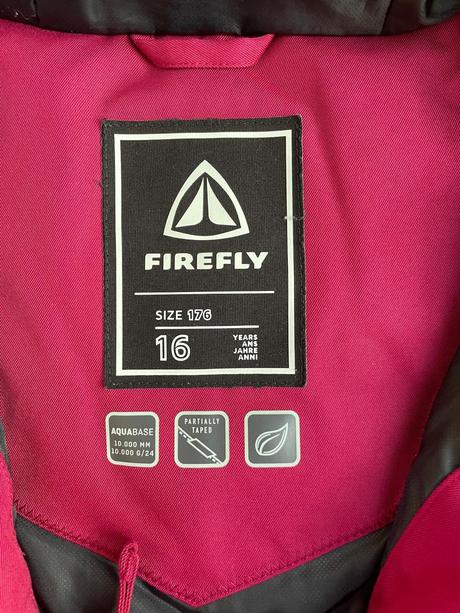 FIREFLY
SIZE 176
16
YEARS
ANS
JAHRE
ANNI
AQUABASE
10.000 MM
10.000 G/24
PARTIALLY
TAPED